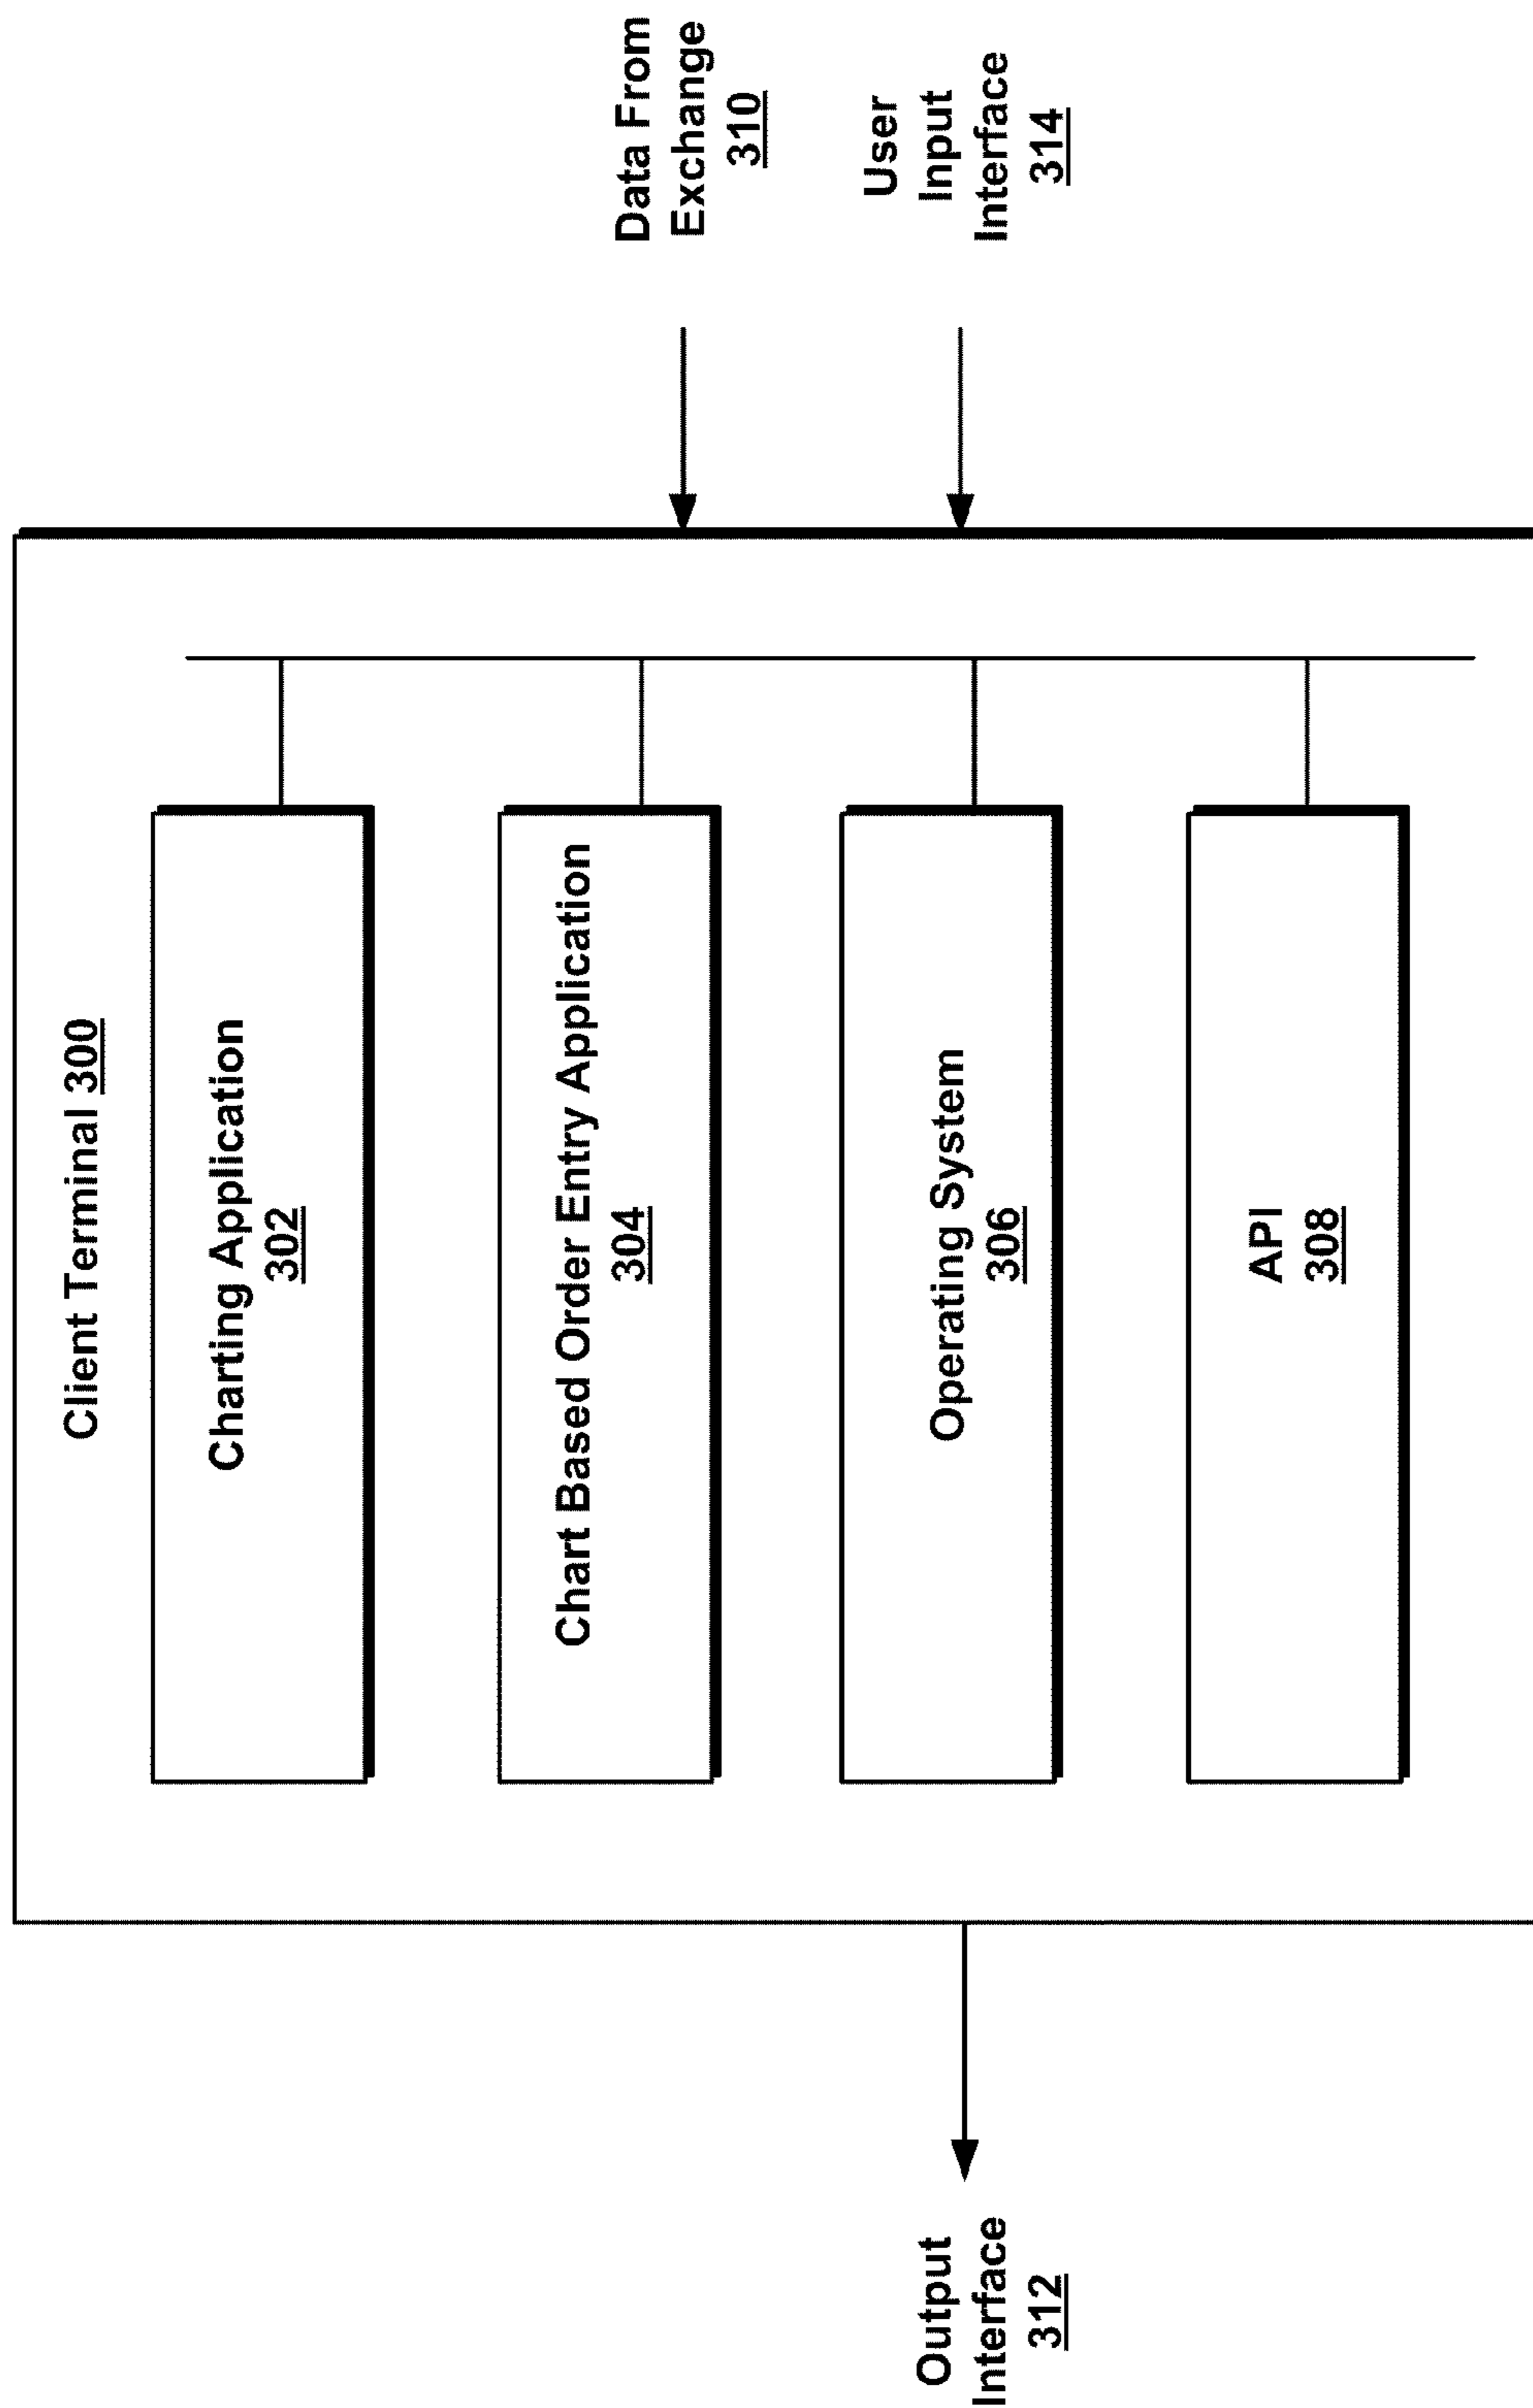 Client Terminal 300
Charting Application
302
Chart Based Order Entry Application
304
Operating System
306
API
308
Data From
Exchange
310
User
Input
Interface
314
Output
Interface
312